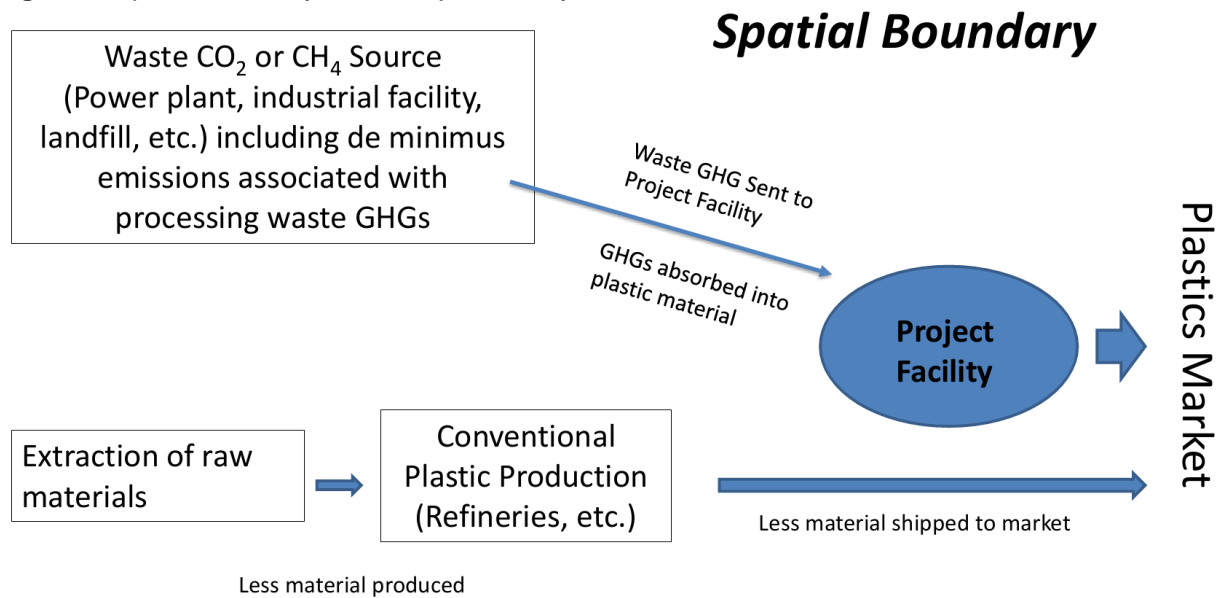 Spatial Boundary
Waste CO₂ or CH₄ Source
(Power plant, industrial facility,
landfill, etc.) including de minimus
emissions associated with
processing waste GHGs
Waste GHG Sent to
Project Facility
GHGs absorbed into
plastic material
Project
Facility
Plastics Market
Extraction of raw
materials
Conventional
Plastic Production
(Refineries, etc.)
Less material shipped to market
Less material produced